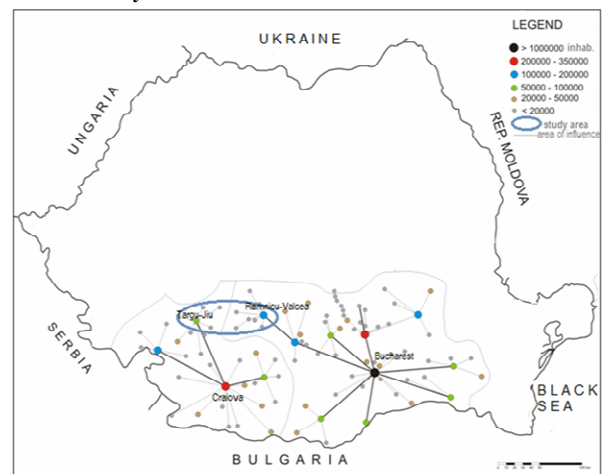 LEGEND
> 1000000 inhab.
200000 - 350000
100000 - 200000
50000 - 100000
20000 - 50000
< 20000
study area
area of influence
UKRAINE
UNGARIA
REP. MOLDOVA
Targu-Jiu
Ramnicu-Valcea
SERBIA
Bucharest
Craiova
BLACK
SEA
BULGARIA